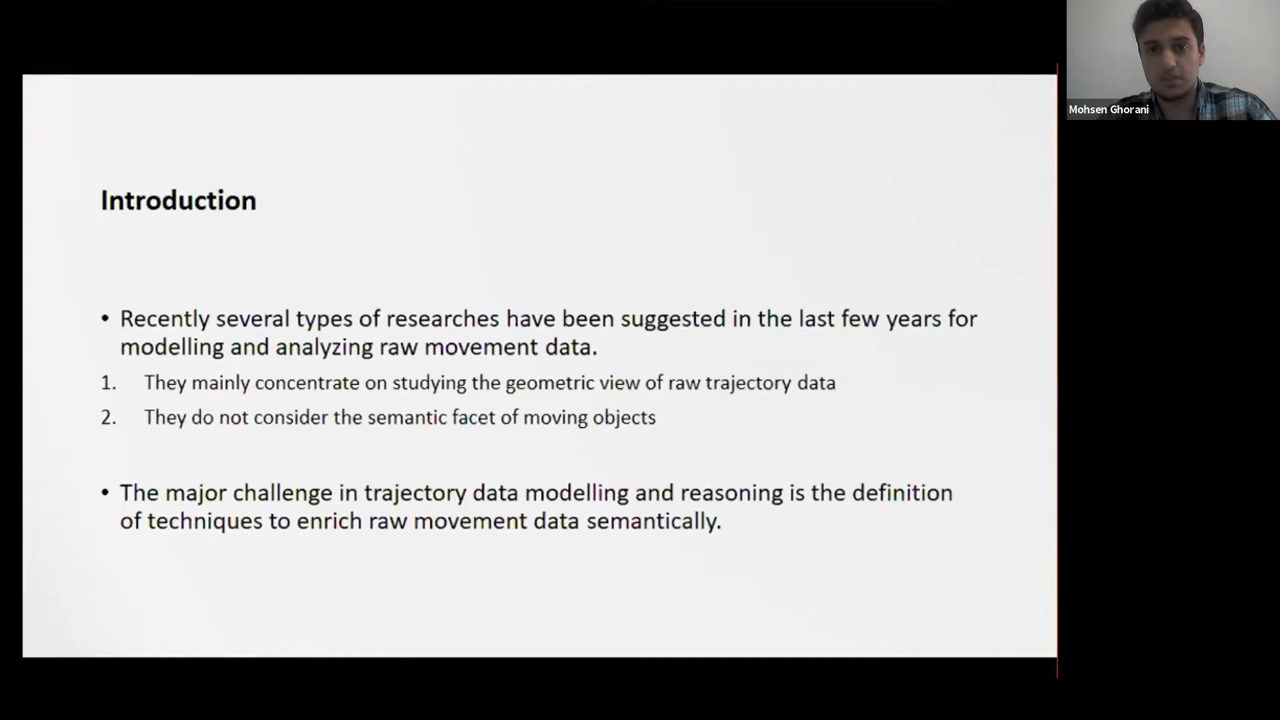 Mohsen Ghorani
Introduction
• Recently several types of researches have been suggested in the last few years for
modelling and analyzing raw movement data.
1. They mainly concentrate on studying the geometric view of raw trajectory data
2. They do not consider the semantic facet of moving objects
• The major challenge in trajectory data modelling and reasoning is the definition
of techniques to enrich raw movement data semantically.